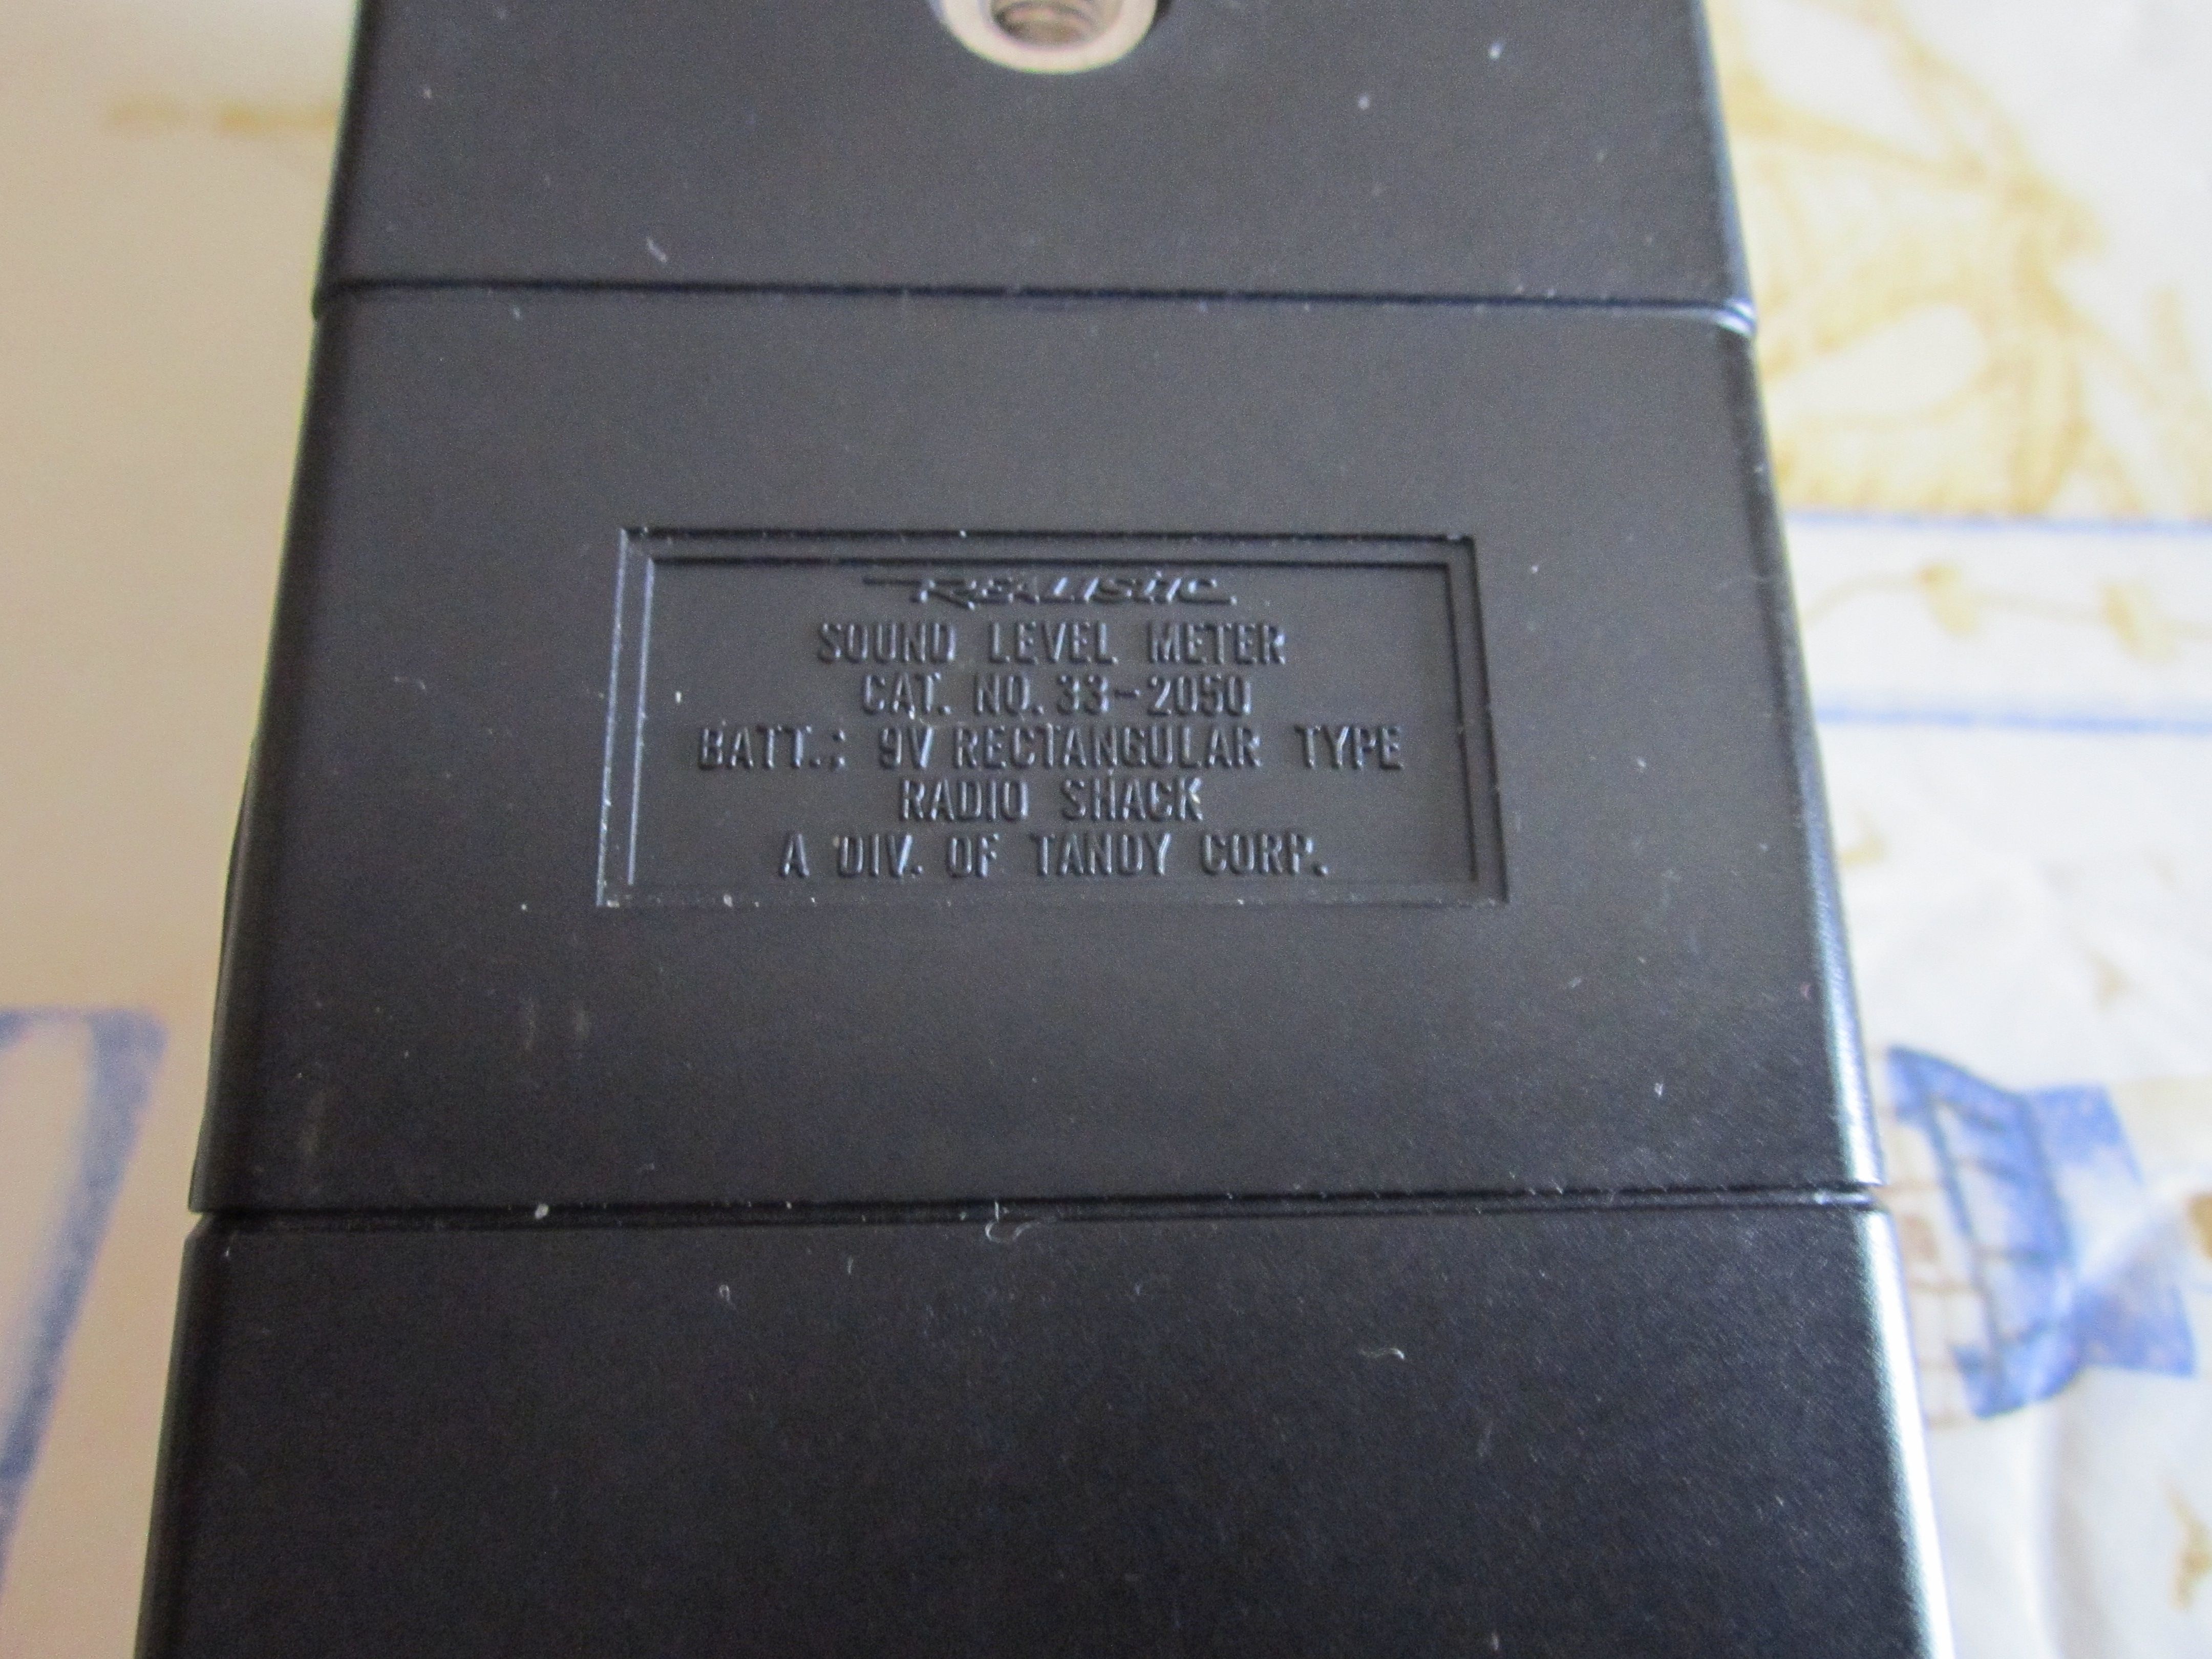 REALISTIC
SOUND LEVEL METER
CAT. NO. 33-2050
BATT.: 9V RECTANGULAR TYPE
RADIO SHACK
A DIV. OF TANDY CORP.